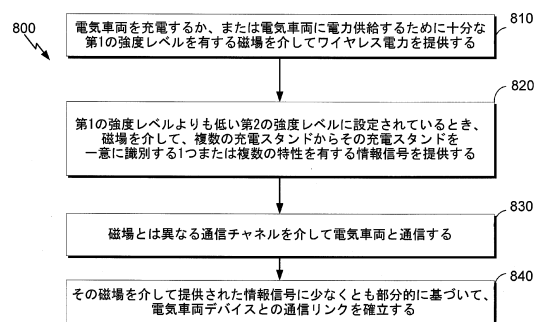 800
電気車両を充電するか、または電気車両に電力供給するために十分な
第1の強度レベルを有する磁場を介してワイヤレス電力を提供する
810
第1の強度レベルよりも低い第2の強度レベルに設定されているとき、
磁場を介して、複数の充電スタンドからその充電スタンドを
一意に識別する1つまたは複数の特性を有する情報信号を提供する
820
磁場とは異なる通信チャネルを介して電気車両と通信する
830
その磁場を介して提供された情報信号に少なくとも部分的に基づいて、
電気車両デバイスとの通信リンクを確立する
840